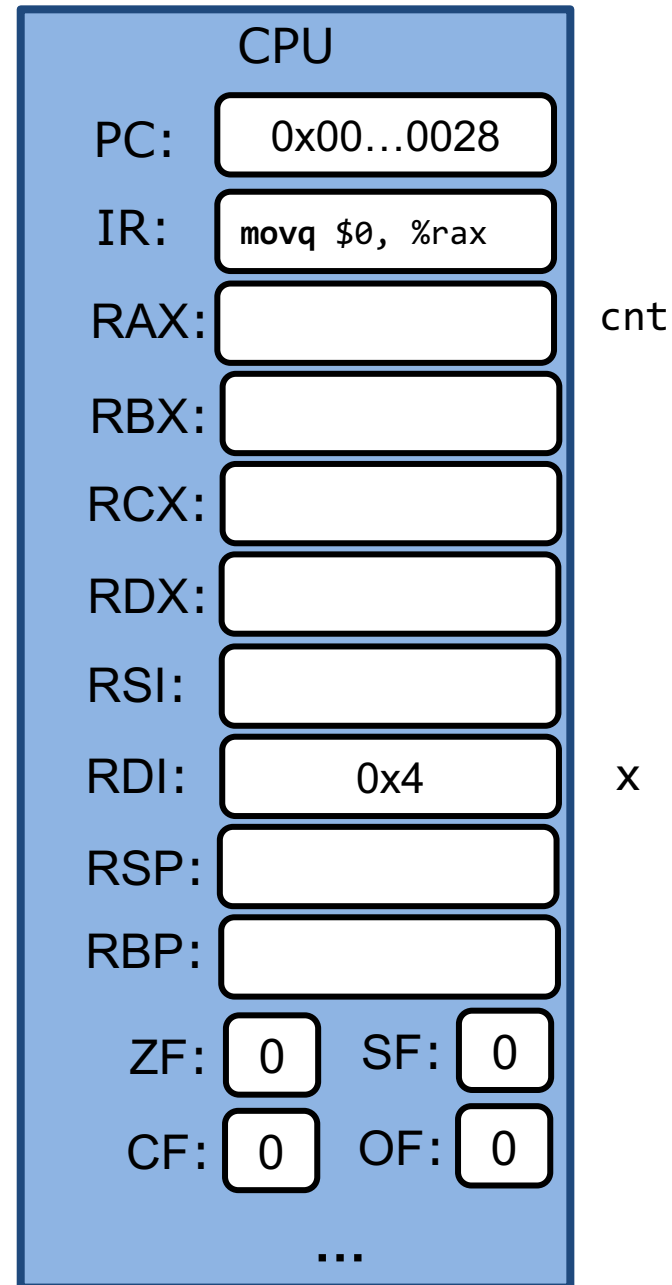 CPU
PC: 0x00...0028
IR: movq $0, %rax
RAX: cnt
RBX:
RCX:
RDX:
RSI:
RDI: 0x4 x
RSP:
RBP:
ZF: 0 SF: 0
CF: 0 OF: 0
...